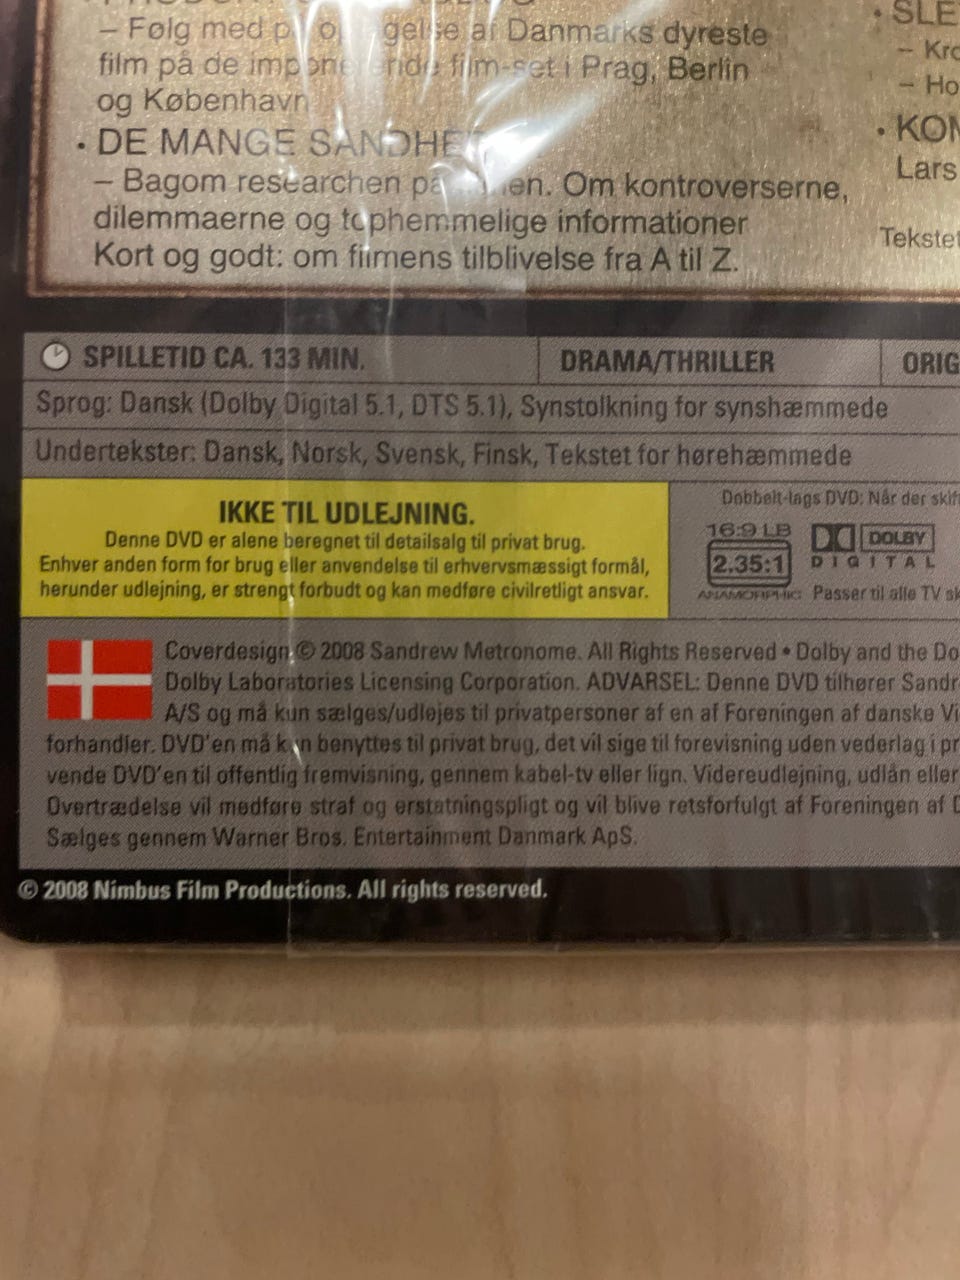 – Følg med på optagelse af Danmarks dyreste
film på de imponerende film-set i Prag, Berlin
og København
• DE MANGE SANDHE
– Bagom researchen på en. Om kontroverserne,
dilemmaerne og tophemmelige informationer
Kort og godt: om filmens tilblivelse fra A til Z.
• SLE
– Kro
– Ho
• KOM
Lars
Tekstet
SPILLETID CA. 133 MIN.
DRAMA/THRILLER
ORIG
Sprog: Dansk (Dolby Digital 5.1, DTS 5.1), Synstolkning for synshæmmede
Undertekster: Dansk, Norsk, Svensk, Finsk, Tekstet for hørehæmmede
IKKE TIL UDLEJNING.
Denne DVD er alene beregnet til detailsalg til privat brug.
Enhver anden form for brug eller anvendelse til erhvervsmæssigt formål,
herunder udlejning, er strengt forbudt og kan medføre civilretligt ansvar.
Dobbelt-lags DVD: Når der skift
16:9 LB
2.35:1
ANAMORPHIC
DOLBY
DIGITAL
Passer til alle TV sk
Coverdesign © 2008 Sandrew Metronome. All Rights Reserved • Dolby and the Do
Dolby Laboratories Licensing Corporation. ADVARSEL: Denne DVD tilhører Sandr
A/S og må kun sælges/udlejes til privatpersoner af en af Foreningen af danske Vi
forhandler. DVD'en må kun benyttes til privat brug, det vil sige til forevisning uden vederlag i pr
vende DVD'en til offentlig fremvisning, gennem kabel-tv eller lign. Videreudlejning, udlån eller
Overtrædelse vil medføre straf og erstatningspligt og vil blive retsforfulgt af Foreningen af D
Sælges gennem Warner Bros. Entertainment Danmark ApS.
© 2008 Nimbus Film Productions. All rights reserved.